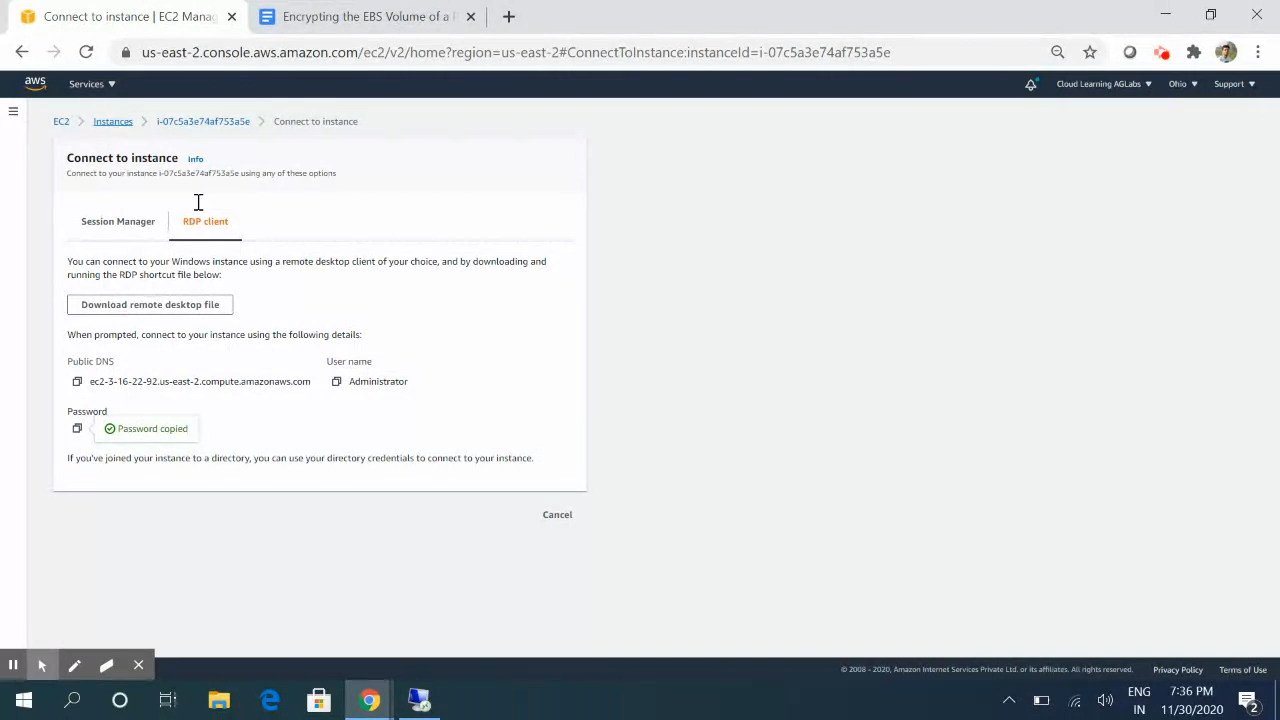 Connect to instance | EC2 Manag
Encrypting the EBS Volume of a
us-east-2.console.aws.amazon.com/ec2/v2/home?region=us-east-2#ConnectToInstance:instanceId=i-07c5a3e74af753a5e
aws Services Cloud Learning AGLabs Ohio Support
EC2 > Instances > i-07c5a3e74af753a5e > Connect to instance
Connect to instance Info
Connect to your instance i-07c5a3e74af753a5e using any of these options
Session Manager RDP client
You can connect to your Windows instance using a remote desktop client of your choice, and by downloading and
running the RDP shortcut file below:
Download remote desktop file
When prompted, connect to your instance using the following details:
Public DNS User name
ec2-3-16-22-92.us-east-2.compute.amazonaws.com Administrator
Password
Password copied
If you've joined your instance to a directory, you can use your directory credentials to connect to your instance.
Cancel
© 2008 - 2020, Amazon Internet Services Private Ltd. or its affiliates. All rights reserved. Privacy Policy Terms of Use
ENG 7:36 PM
IN 11/30/2020 2